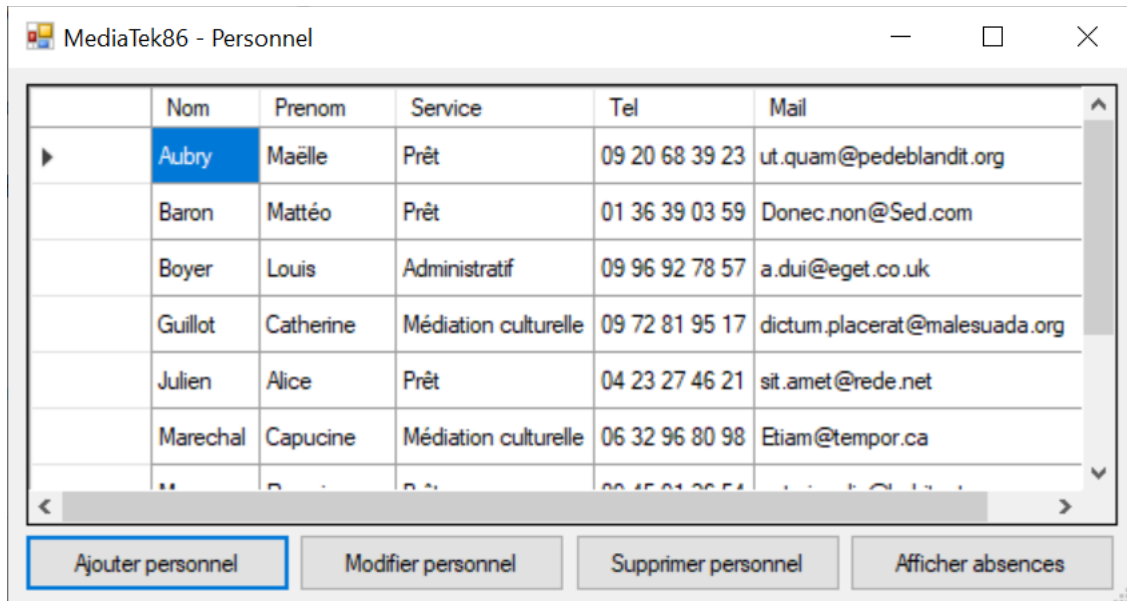 MediaTek86 - Personnel
Nom Prenom Service Tel Mail
Aubry Maëlle Prêt 09 20 68 39 23 ut.quam@pedeblandit.org
Baron Mattéo Prêt 01 36 39 03 59 Donec.non@Sed.com
Boyer Louis Administratif 09 96 92 78 57 a.dui@eget.co.uk
Guillot Catherine Médiation culturelle 09 72 81 95 17 dictum.placerat@malesuada.org
Julien Alice Prêt 04 23 27 46 21 sit.amet@rede.net
Marechal Capucine Médiation culturelle 06 32 96 80 98 Etiam@tempor.ca
Ajouter personnel Modifier personnel Supprimer personnel Afficher absences